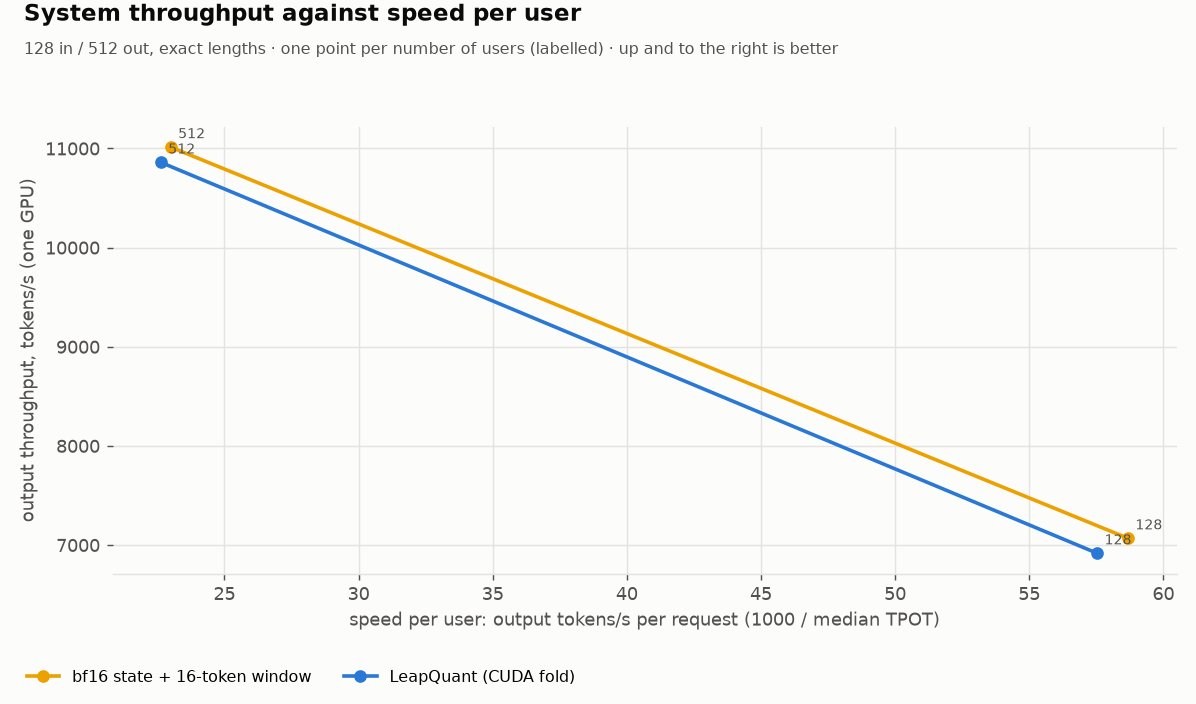 System throughput against speed per user
128 in / 512 out, exact lengths · one point per number of users (labelled) · up and to the right is better
512
512
11000
10000
9000
8000
7000
128
128
output throughput, tokens/s (one GPU)
25 30 35 40 45 50 55 60
speed per user: output tokens/s per request (1000 / median TPOT)
bf16 state + 16-token window
LeapQuant (CUDA fold)